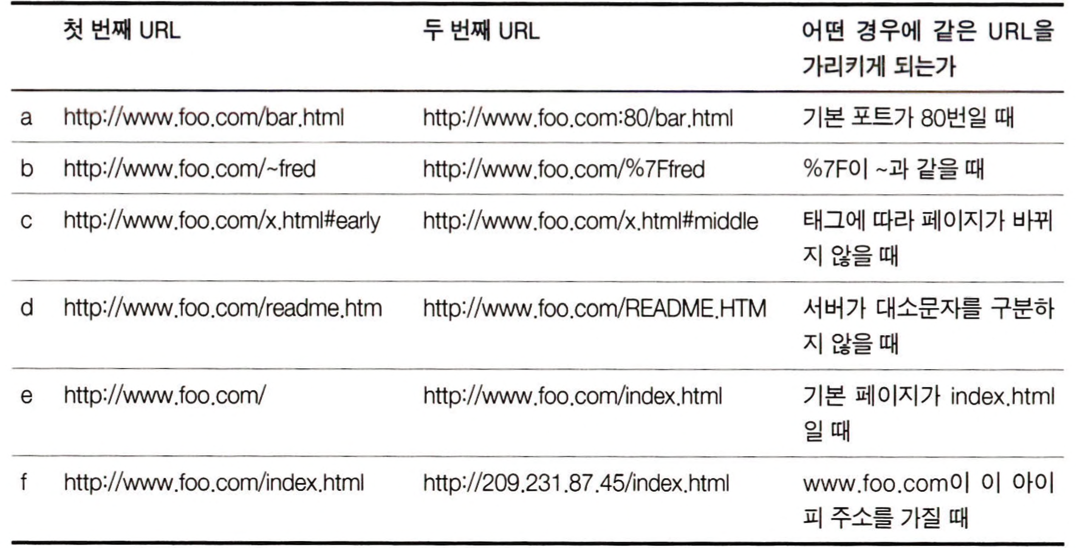 첫 번째 URL 두 번째 URL 어떤 경우에 같은 URL을
가리키게 되는가
a http://www.foo.com/bar.html http://www.foo.com:80/bar.html 기본 포트가 80번일 때
b http://www.foo.com/~fred http://www.foo.com/%7Ffred %7F이 ~과 같을 때
c http://www.foo.com/x.html#early http://www.foo.com/x.html#middle 태그에 따라 페이지가 바뀌
지 않을 때
d http://www.foo.com/readme.htm http://www.foo.com/README.HTM 서버가 대소문자를 구분하
지 않을 때
e http://www.foo.com/ http://www.foo.com/index.html 기본 페이지가 index.html
일 때
f http://www.foo.com/index.html http://209.231.87.45/index.html www.foo.com이 이 아이
피 주소를 가질 때